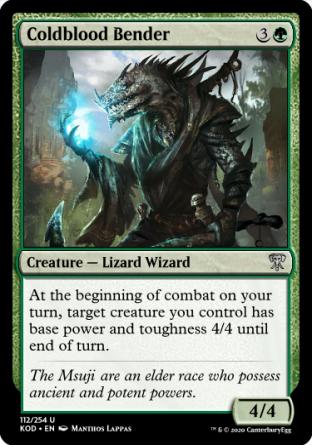 Coldblood Bender 3
Creature — Lizard Wizard
At the beginning of combat on your
turn, target creature you control has
base power and toughness 4/4 until
end of turn.
The Msuji are an elder race who possess
ancient and potent powers.
4/4
112/254 U
KOD • EN MANTHOS LAPPAS
™ & © 2020 CanterburyEgg